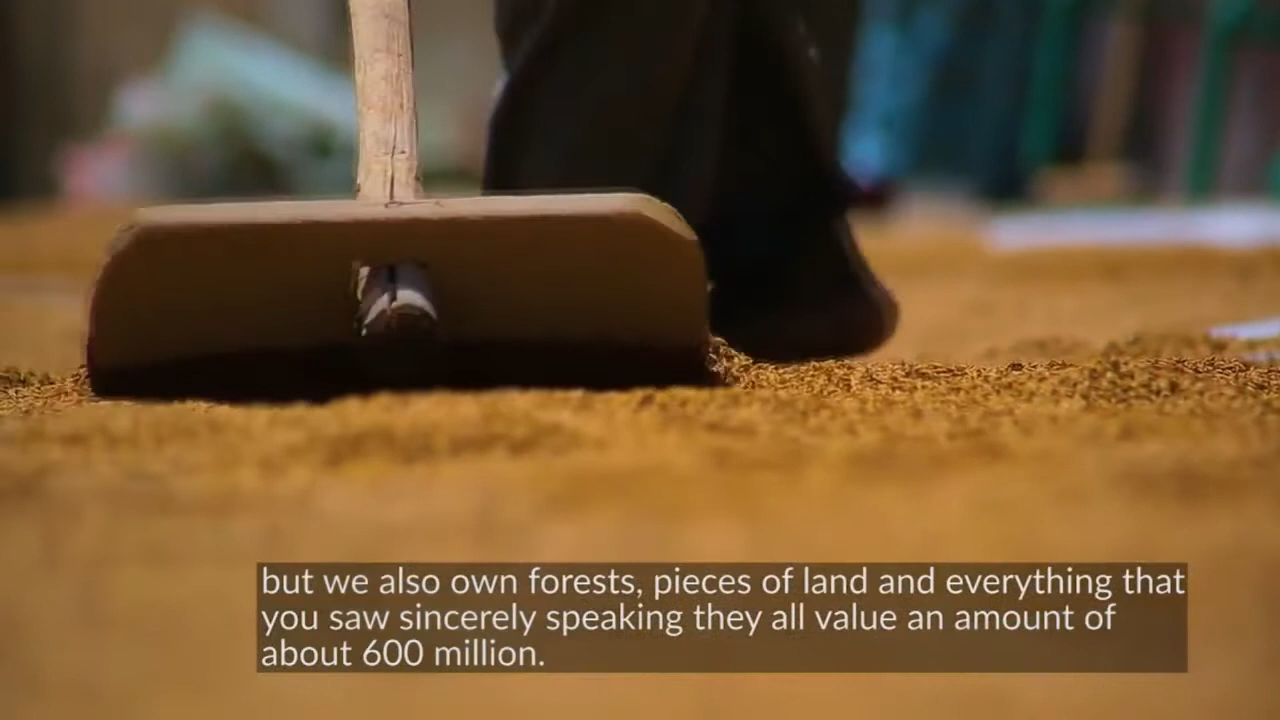 but we also own forests, pieces of land and everything that
you saw sincerely speaking they all value an amount of
about 600 million.